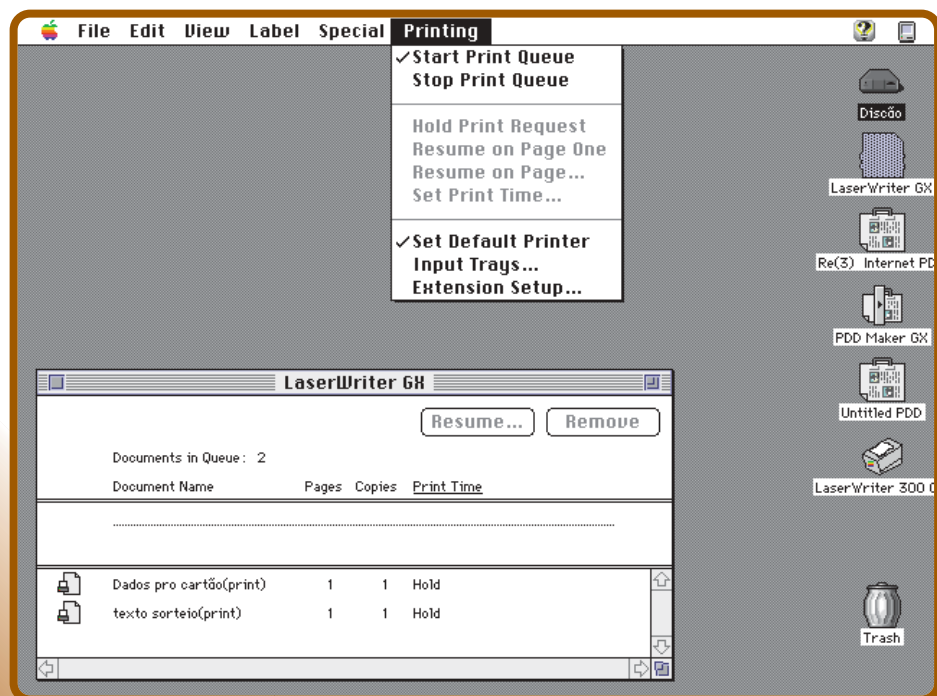 File Edit View Label Special Printing
Start Print Queue
Stop Print Queue
Hold Print Request
Resume on Page One
Resume on Page...
Set Print Time...
Set Default Printer
Input Trays...
Extension Setup...
Discão
LaserWriter GX
Re(3) Internet PD
PDD Maker GX
Untitled PDD
LaserWriter 300
Trash
LaserWriter GX
Resume... Remove
Documents in Queue: 2
Document Name Pages Copies Print Time
Dados pro cartão(print) 1 1 Hold
texto sorteio(print) 1 1 Hold